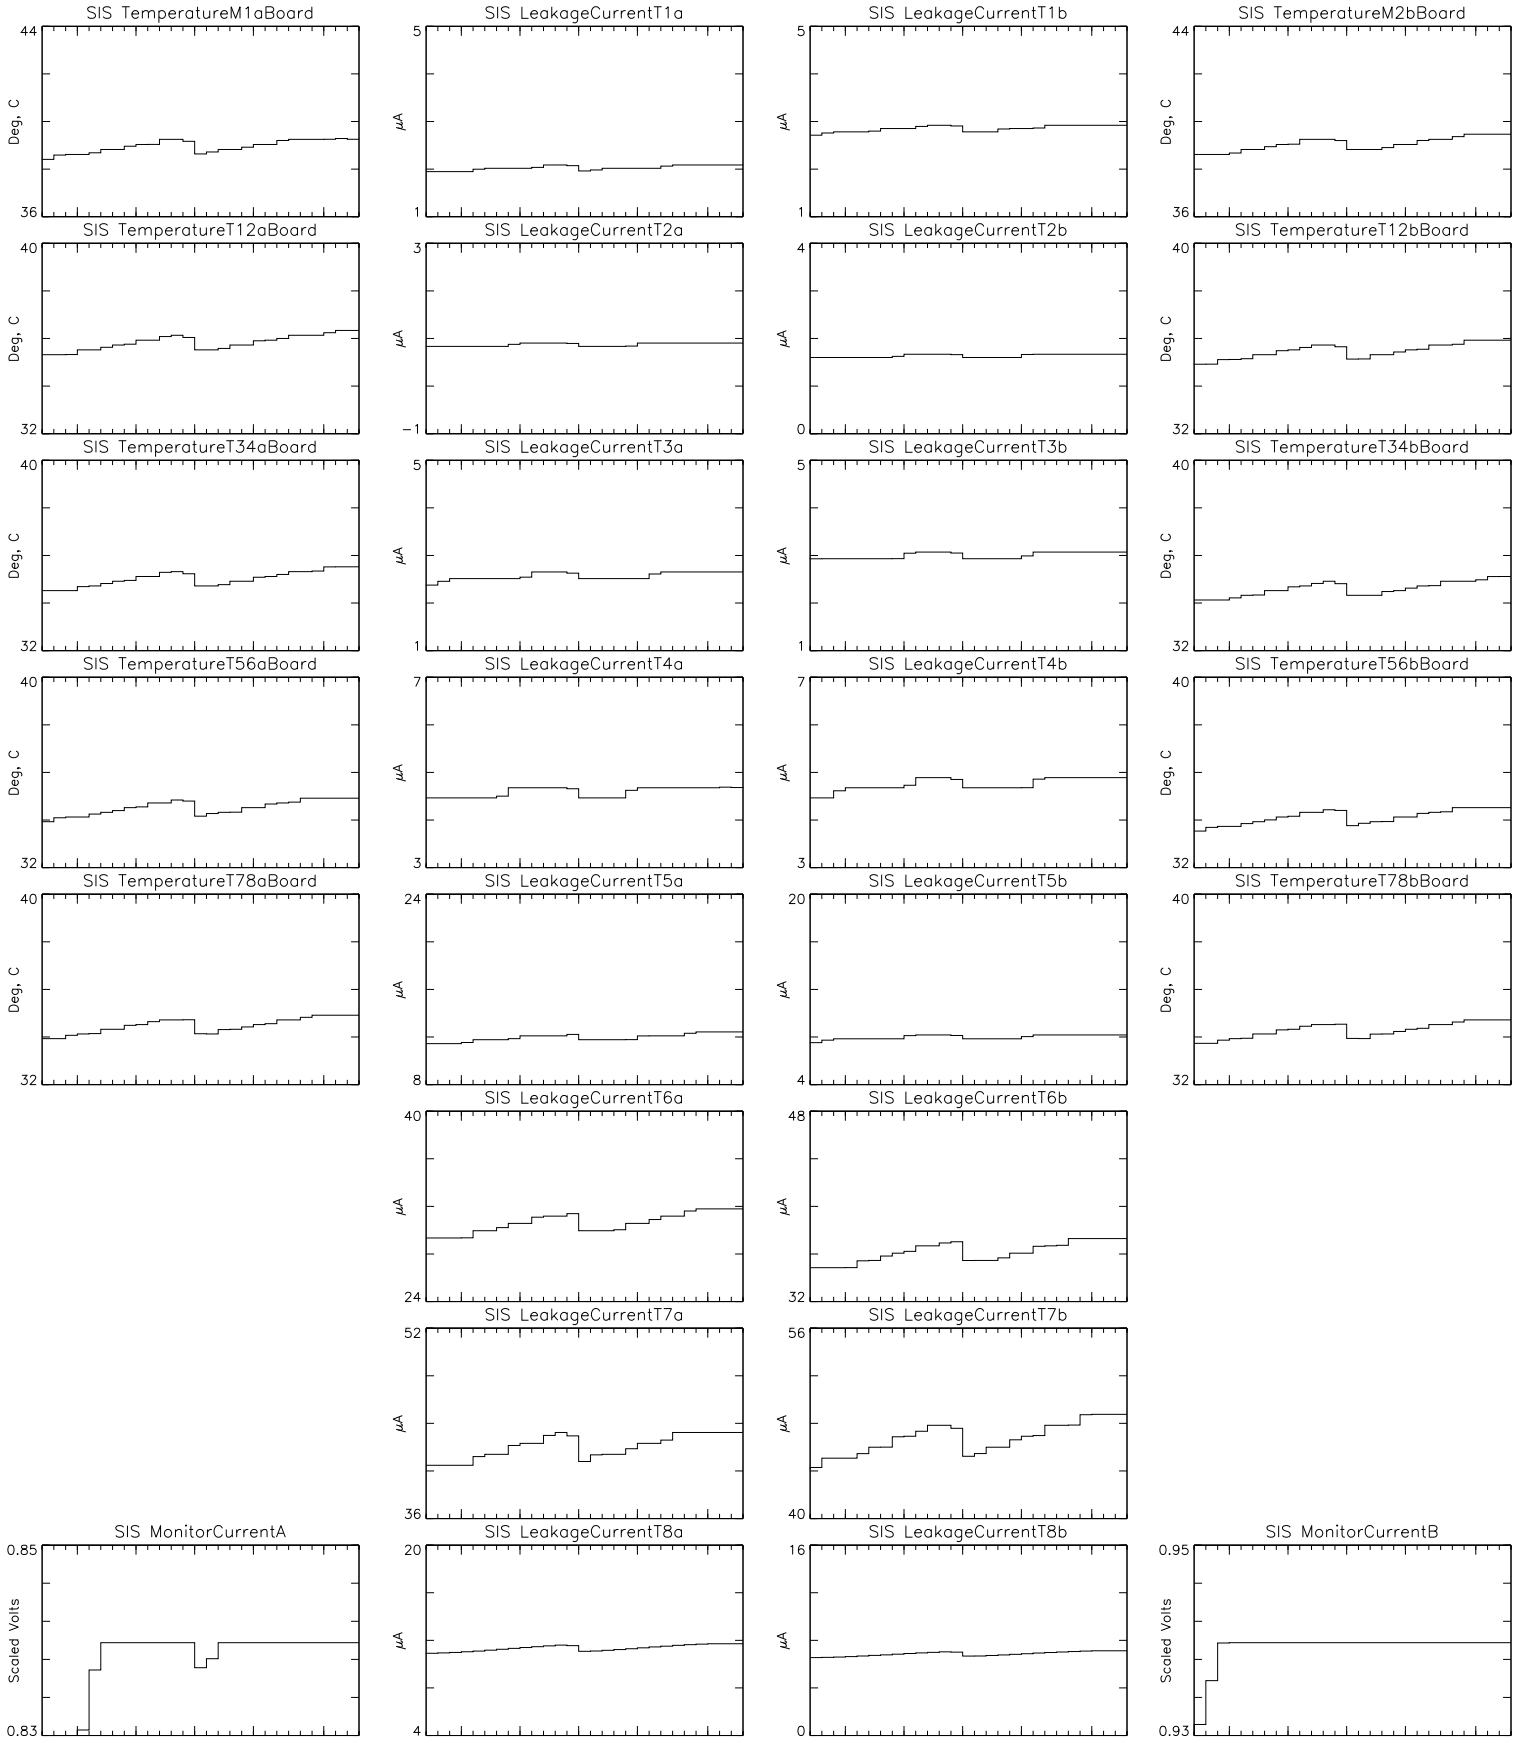 SIS TemperatureM1aBoard
44
Deg, C
36
SIS LeakageCurrentT1a
5
μA
1
SIS LeakageCurrentT1b
5
μA
1
SIS TemperatureM2bBoard
44
Deg, C
36
SIS TemperatureT12aBoard
40
Deg, C
32
SIS LeakageCurrentT2a
3
μA
-1
SIS LeakageCurrentT2b
4
μA
0
SIS TemperatureT12bBoard
40
Deg, C
32
SIS TemperatureT34aBoard
40
Deg, C
32
SIS LeakageCurrentT3a
5
μA
1
SIS LeakageCurrentT3b
5
μA
1
SIS TemperatureT34bBoard
40
Deg, C
32
SIS TemperatureT56aBoard
40
Deg, C
32
SIS LeakageCurrentT4a
7
μA
3
SIS LeakageCurrentT4b
7
μA
3
SIS TemperatureT56bBoard
40
Deg, C
32
SIS TemperatureT78aBoard
40
Deg, C
32
SIS LeakageCurrentT5a
24
μA
8
SIS LeakageCurrentT5b
20
μA
4
SIS TemperatureT78bBoard
40
Deg, C
32
SIS LeakageCurrentT6a
40
μA
24
SIS LeakageCurrentT6b
48
μA
32
SIS LeakageCurrentT7a
52
μA
36
SIS LeakageCurrentT7b
56
μA
40
SIS MonitorCurrentA
0.85
Scaled Volts
0.83
SIS LeakageCurrentT8a
20
μA
4
SIS LeakageCurrentT8b
16
μA
0
SIS MonitorCurrentB
0.95
Scaled Volts
0.93